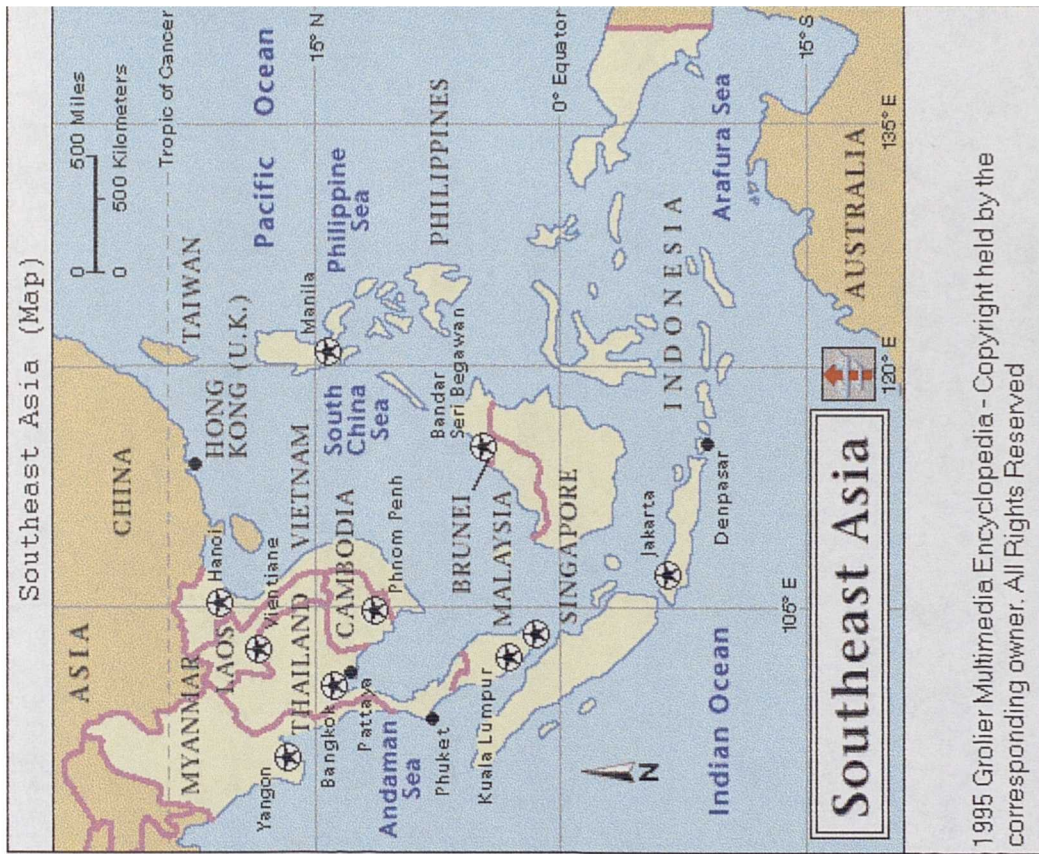 Southeast Asia (Map)
ASIA
CHINA
0 500 Miles
0 500 Kilometers
Tropic of Cancer
TAIWAN
HONG
KONG (U.K.)
Pacific Ocean
MYANMAR
LAOS
Hanoi
Vientiane
VIETNAM
THAILAND
Yangon
Bangkok
Pattaya
CAMBODIA
Phnom Penh
South
China
Sea
Manila
Philippine
Sea
15° N
PHILIPPINES
Andaman
Sea
Phuket
Kuala Lumpur
BRUNEI
Bandar
Seri Begawan
MALAYSIA
SINGAPORE
0° Equator
N
Jakarta
INDONESIA
Denpasar
Arafura Sea
Indian Ocean
15° S
AUSTRALIA
105° E
120° E
135° E
Southeast Asia
1995 Grolier Multimedia Encyclopedia - Copyright held by the
corresponding owner. All Rights Reserved